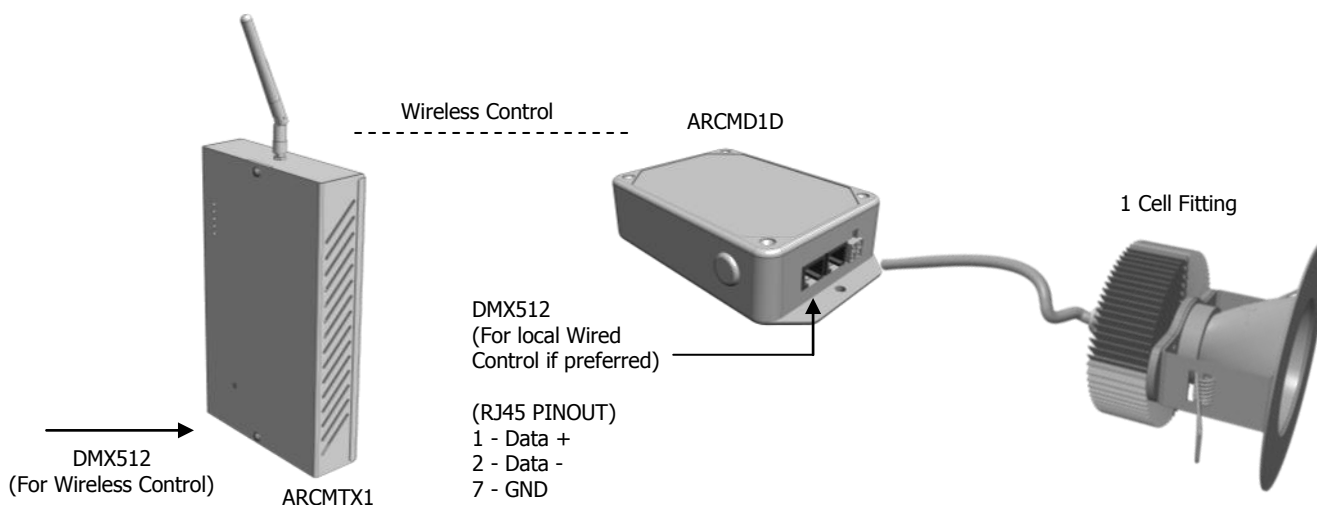 Wireless Control
ARCMD1D
1 Cell Fitting
DMX512
(For local Wired
Control if preferred)
(RJ45 PINOUT)
1 - Data +
2 - Data -
7 - GND
DMX512
(For Wireless Control)
ARCMTX1